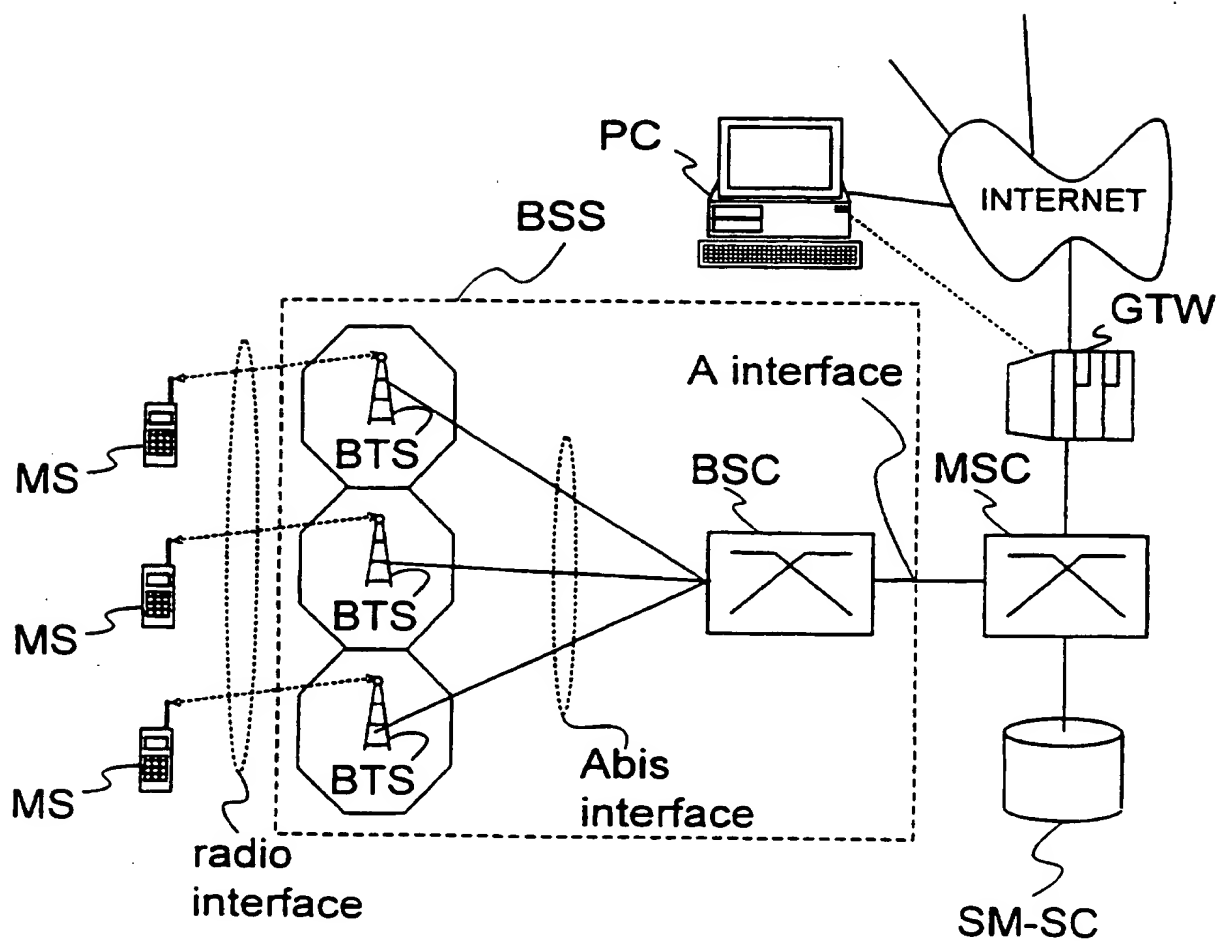 PC
INTERNET
BSS
GTW
A interface
MS
BTS
BSC
MSC
MS
BTS
MS
BTS
Abis
interface
radio
interface
SM-SC